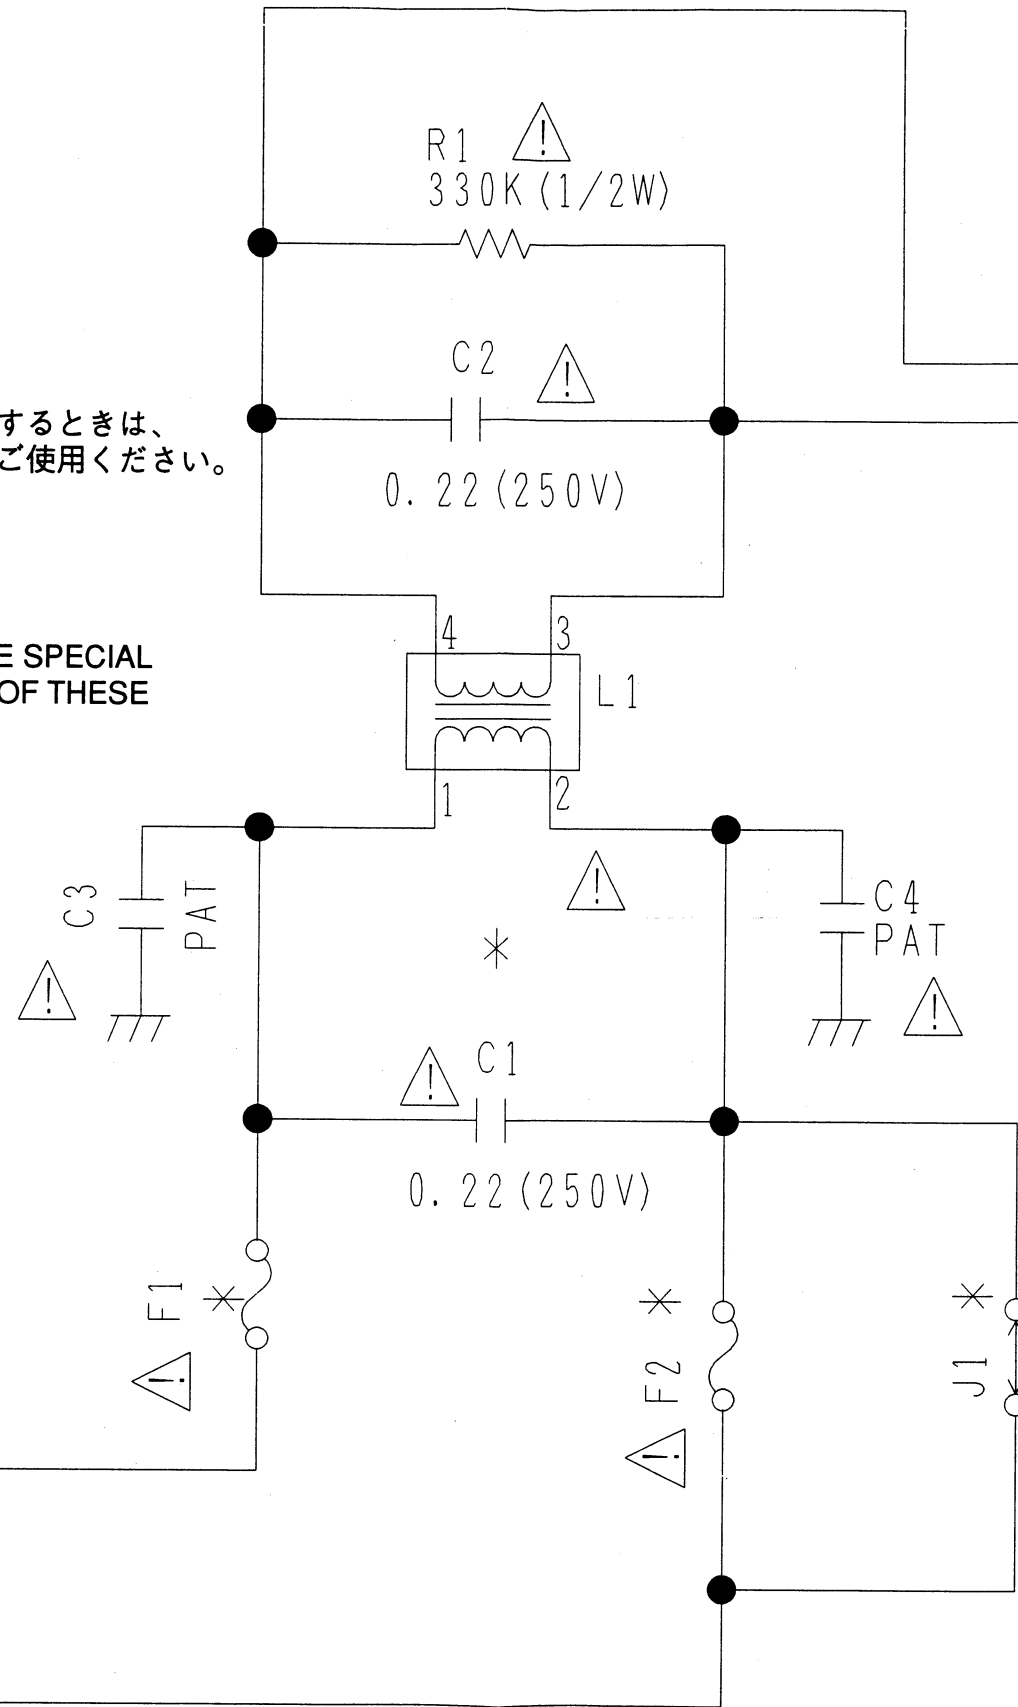 R1
330K(1/2W)
C2
するときは、
ご使用ください。
0.22(250V)
4
3
E SPECIAL
OF THESE
L1
1
2
C3
PAT
C4
PAT
*
C1
0.22(250V)
F1
*
F2
*
J1
*